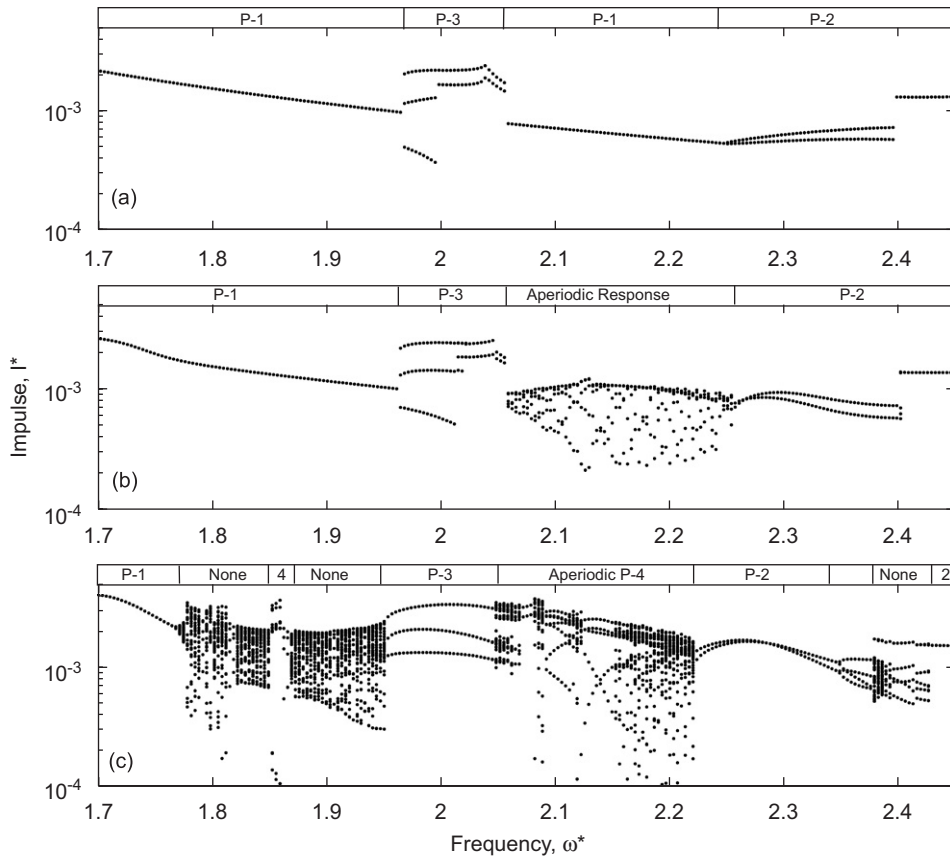 P-1 P-3 P-1 P-2
10⁻³
(a)
10⁻⁴
1.7 1.8 1.9 2 2.1 2.2 2.3 2.4
P-1 P-3 Aperiodic Response P-2
Impulse, I*
10⁻³
(b)
10⁻⁴
1.7 1.8 1.9 2 2.1 2.2 2.3 2.4
P-1 None 4 None P-3 Aperiodic P-4 P-2 None 2
10⁻³
(c)
10⁻⁴
1.7 1.8 1.9 2 2.1 2.2 2.3 2.4
Frequency, ω*